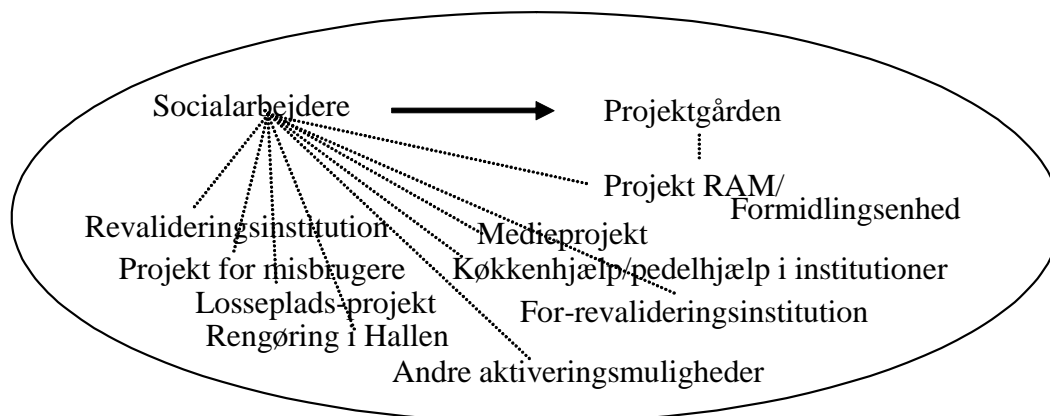 Socialarbejdere
Projektgården
Projekt RAM/
Formidlingsenhed
Revalideringsinstitution
Medieprojekt
Projekt for misbrugere
Køkkenhjælp/pedelhjælp i institutioner
Losseplads-projekt
For-revalideringsinstitution
Rengøring i Hallen
Andre aktiveringsmuligheder